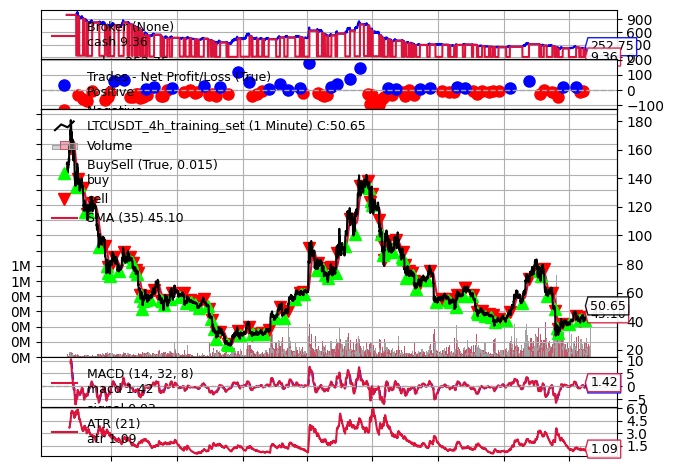 Broker (None)
cash 9.36
900
600
300
252.75
9.36
200
Trades - Net Profit/Loss (True)
Positive
100
0
−100
LTCUSDT_4h_training_set (1 Minute) C:50.65
Volume
BuySell (True, 0.015)
buy
sell
SMA (35) 45.10
180
160
140
120
100
80
60
50.65
40
20
1M
1M
0M
0M
0M
0M
0M
MACD (14, 32, 8)
macd 1.42
10
5
1.42
0
−5
ATR (21)
atr 1.09
6.0
4.5
3.0
1.5
1.09